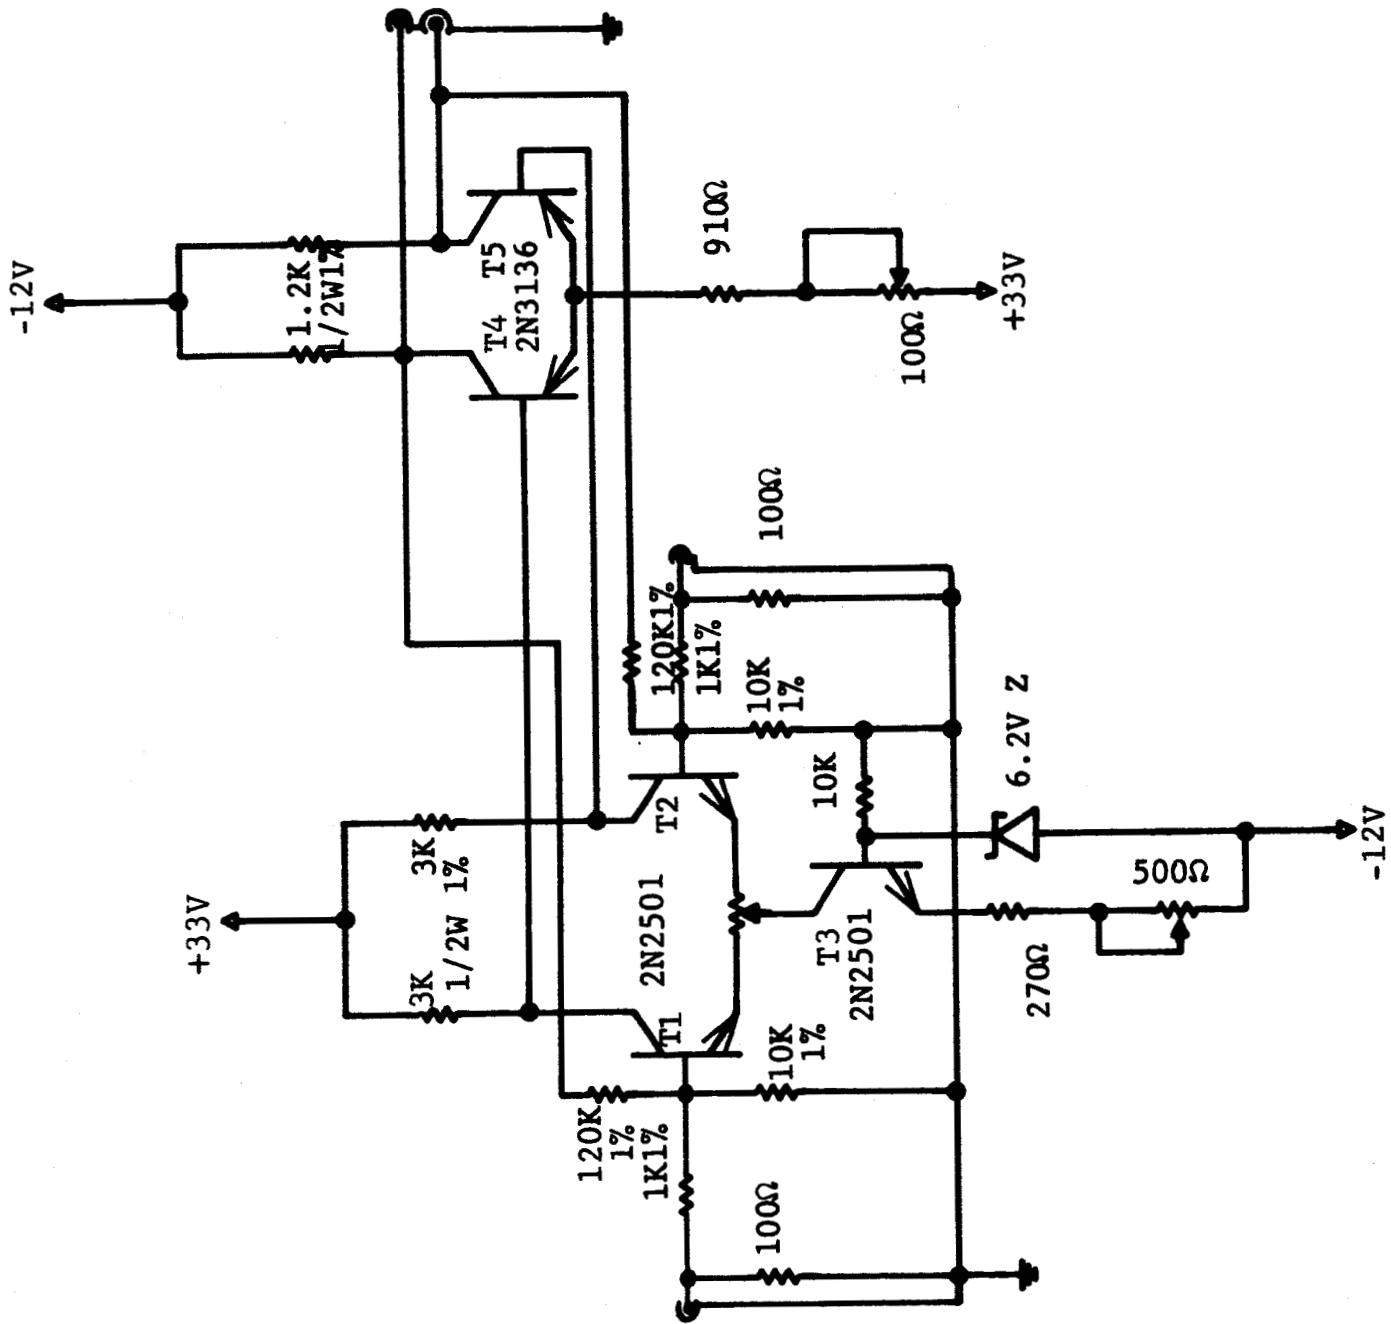 -12V
1.2K
1/2W1%
T5
T4
2N3136
910Ω
100Ω
+33V
+33V
3K
3K
1/2W 1%
T2
2N2501
T1
120K1%
1K1%
100Ω
10K
1%
10K
6.2V Z
T3
2N2501
500Ω
270Ω
-12V
120K
1%
1K1%
10K
1%
100Ω